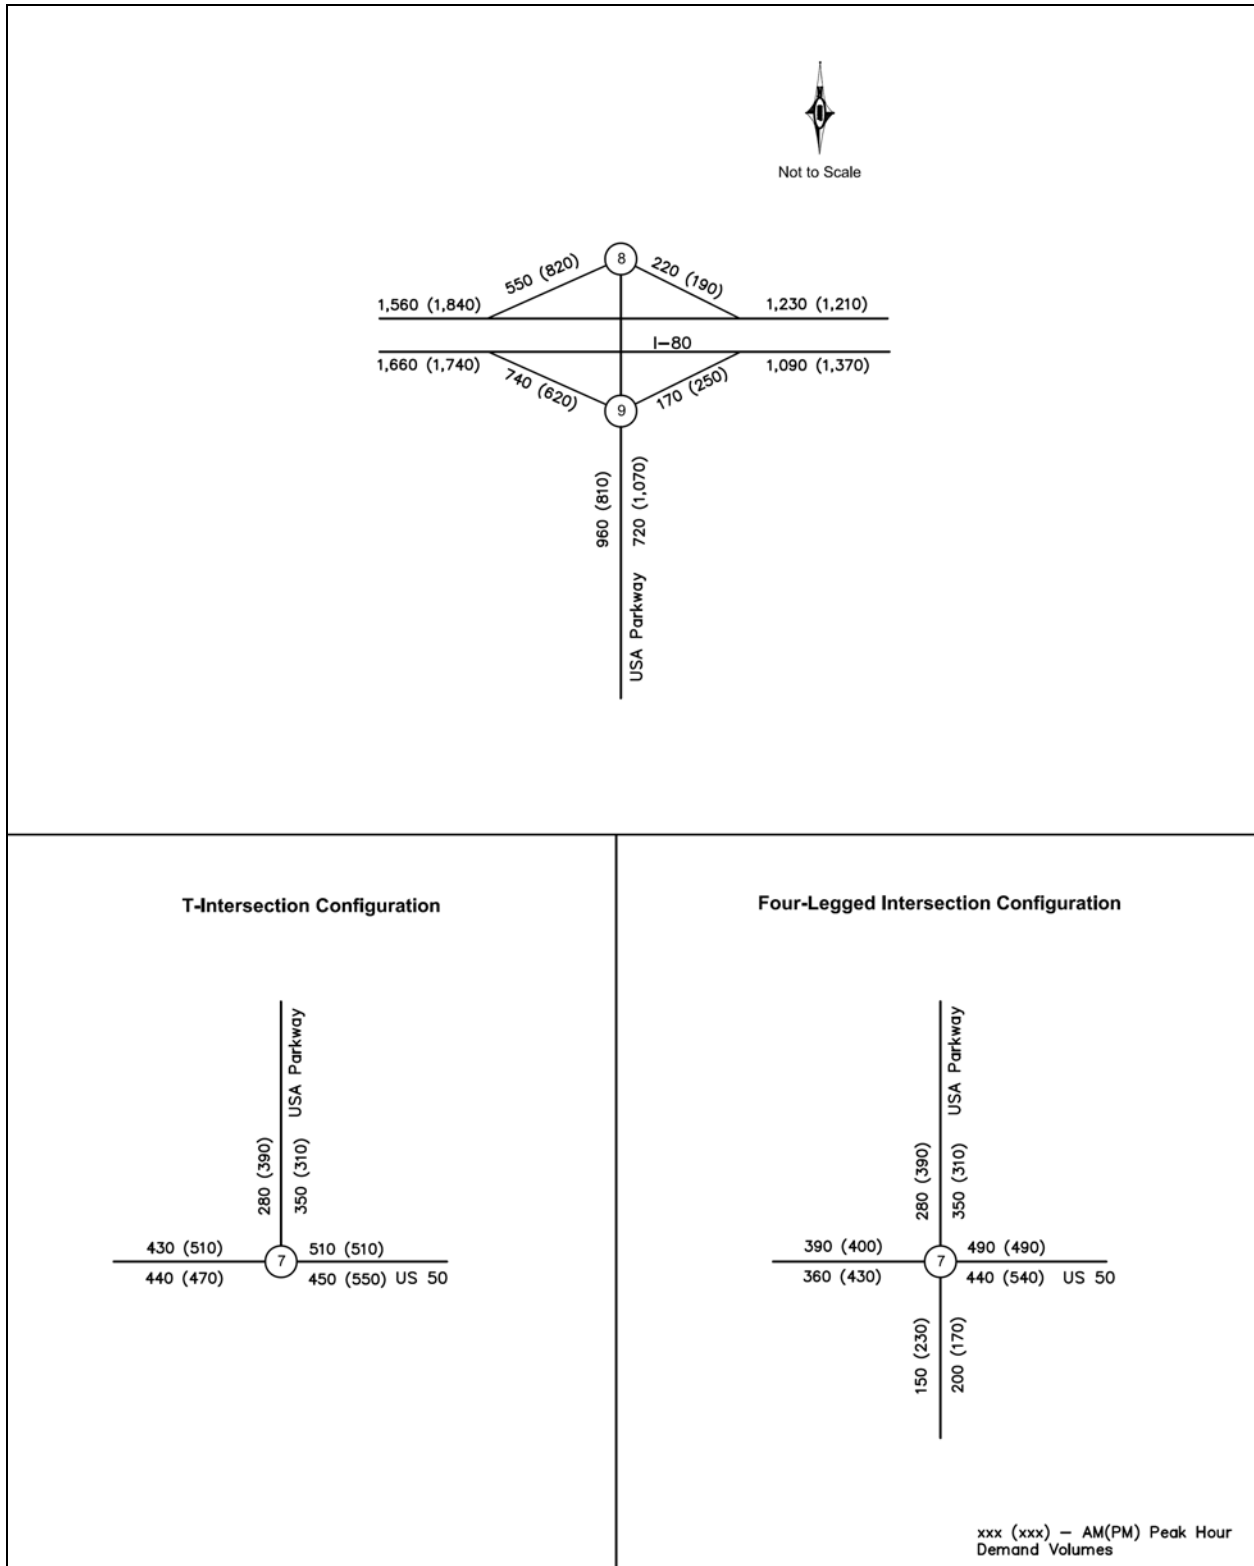 Not to Scale
8
550 (820)
220 (190)
1,560 (1,840)
1,230 (1,210)
I-80
1,660 (1,740)
1,090 (1,370)
740 (620)
170 (250)
9
960 (810)
720 (1,070)
USA Parkway
T-Intersection Configuration
USA Parkway
280 (390)
350 (310)
430 (510)
7
510 (510)
440 (470)
450 (550) US 50
Four-Legged Intersection Configuration
USA Parkway
280 (390)
350 (310)
390 (400)
7
490 (490)
360 (430)
440 (540) US 50
150 (230)
200 (170)
xxx (xxx) – AM(PM) Peak Hour
Demand Volumes